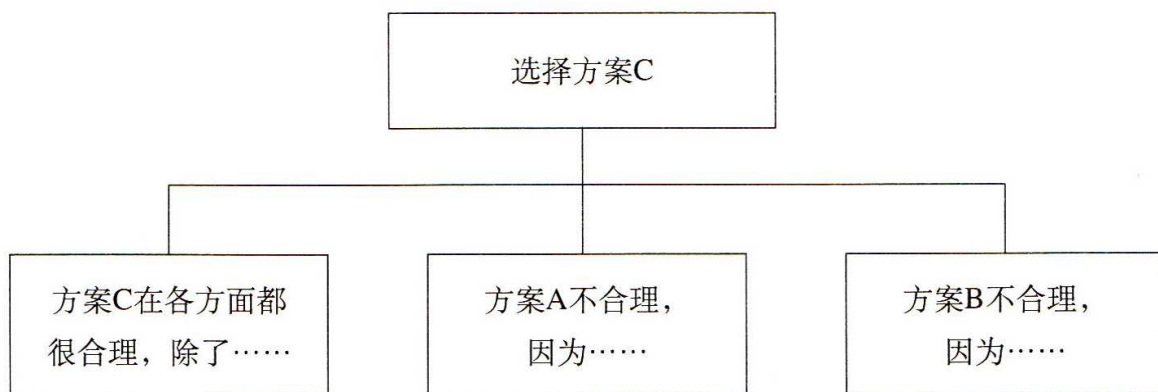 选择方案C
方案C在各方面都
很合理，除了……
方案A不合理，
因为……
方案B不合理，
因为……